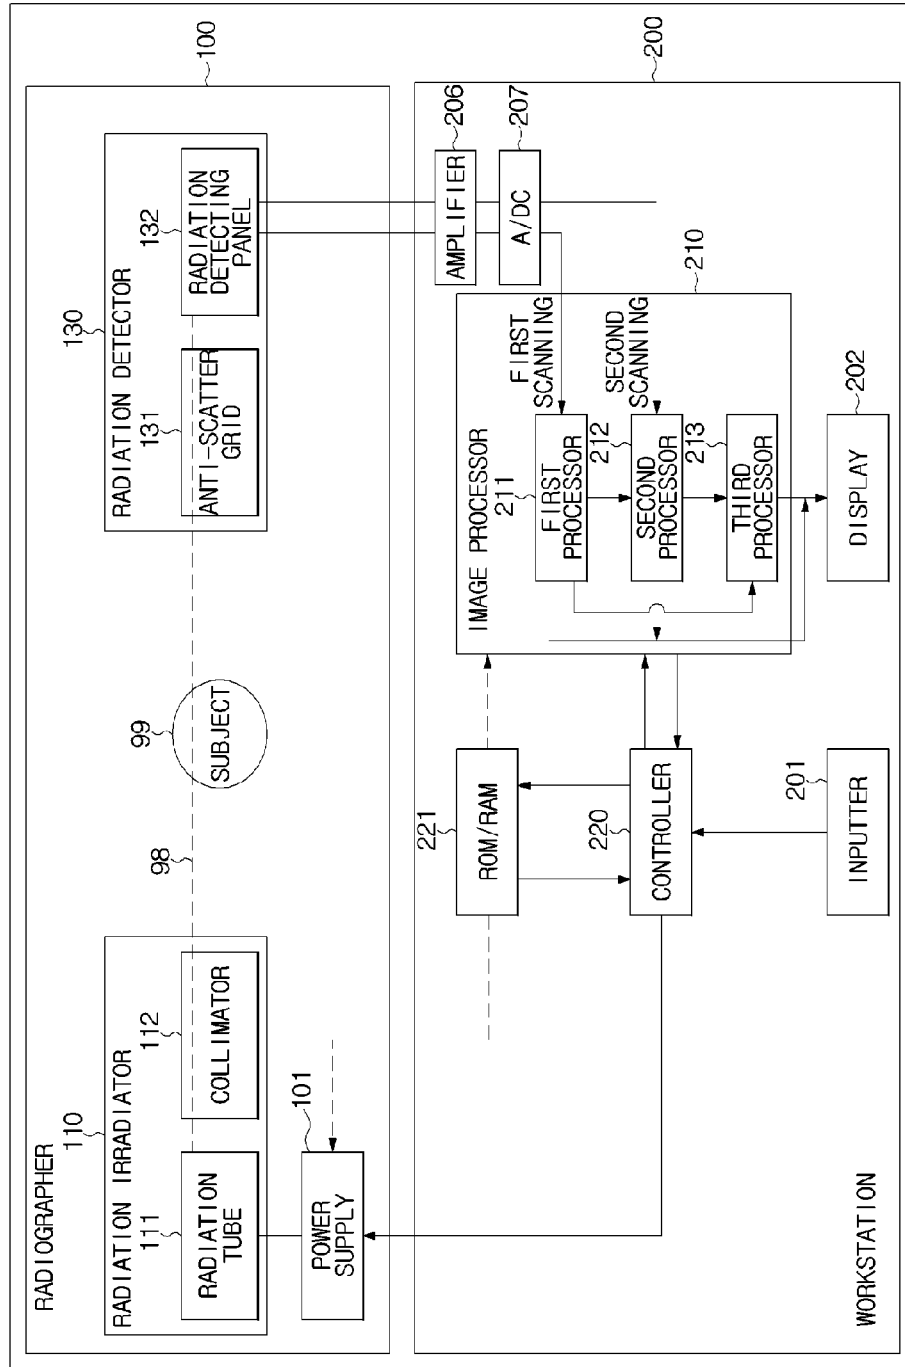 RADIOGRAPHER
100
RADIATION IRRADIATOR
110
111
RADIATION
TUBE
112
COLLIMATOR
98
99
SUBJECT
RADIATION DETECTOR
130
131
ANTI-SCATTER
GRID
132
RADIATION
DETECTING
PANEL
101
POWER
SUPPLY
WORKSTATION
200
AMPLIFIER
206
A/DC
207
221
ROM/RAM
220
CONTROLLER
201
INPUTTER
IMAGE PROCESSOR
210
FIRST
SCANNING
211
FIRST
PROCESSOR
SECOND
SCANNING
212
SECOND
PROCESSOR
213
THIRD
PROCESSOR
202
DISPLAY